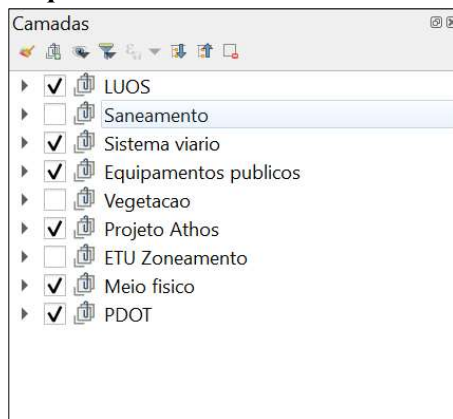 Camadas
LUOS
Saneamento
Sistema viario
Equipamentos publicos
Vegetacao
Projeto Athos
ETU Zoneamento
Meio fisico
PDOT